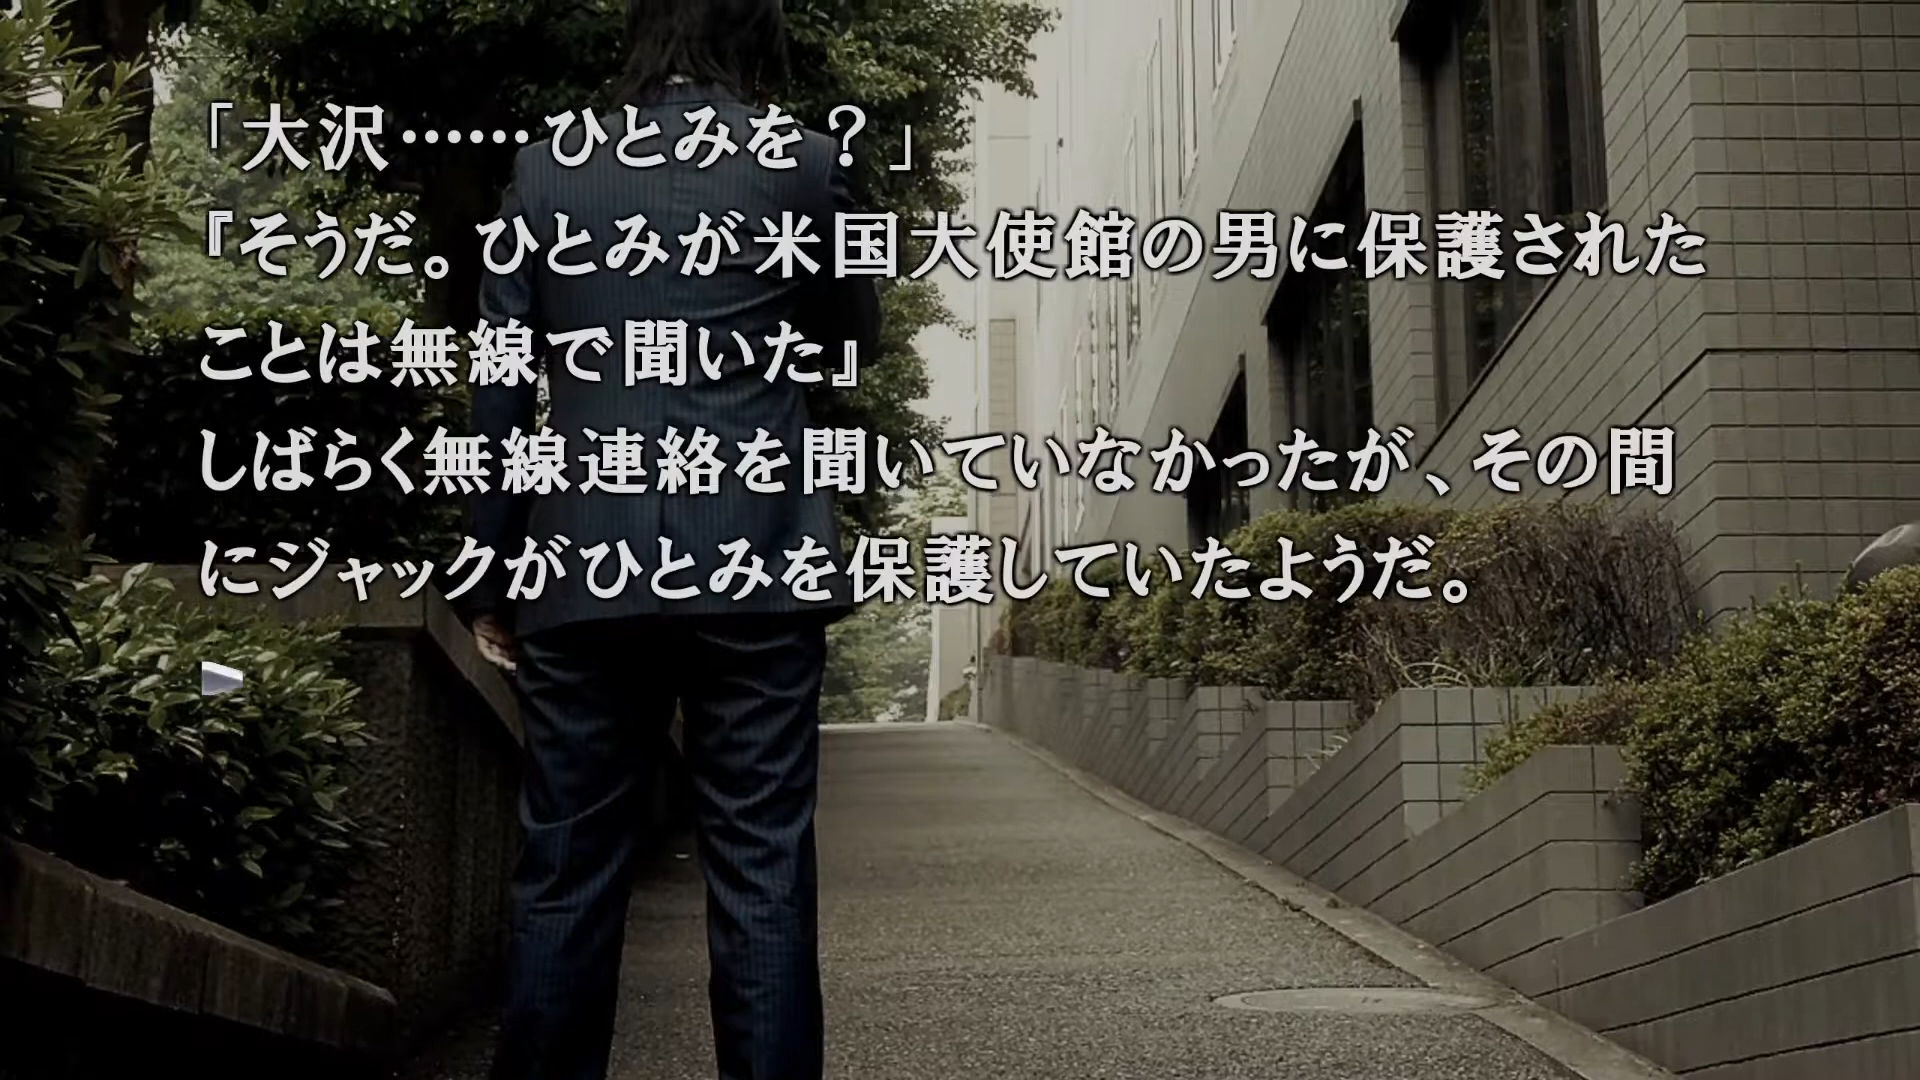 「大沢……ひとみを？」
『そうだ。ひとみが米国大使館の男に保護された
ことは無線で聞いた』
しばらく無線連絡を聞いていなかったが、その間
にジャックがひとみを保護していたようだ。